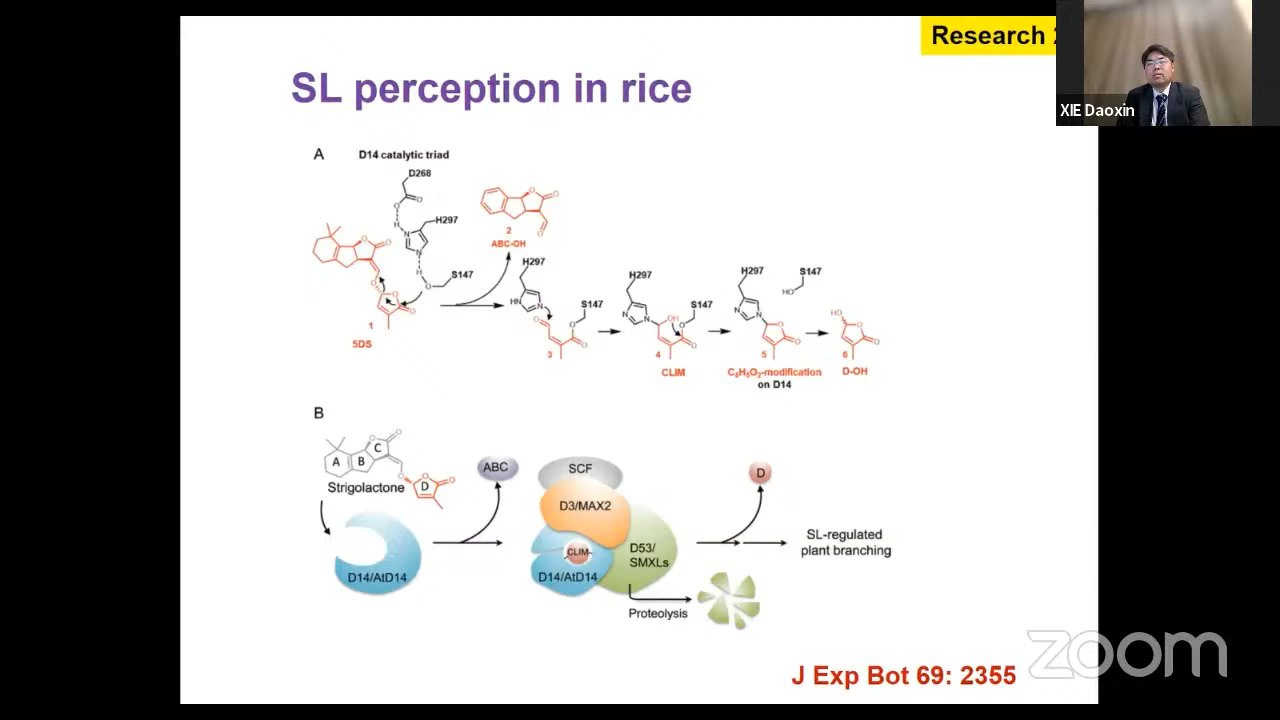 Research
XIE Daoxin
SL perception in rice
A
D14 catalytic triad
D268
H297
S147
1
5DS
2
ABC-OH
H297
S147
3
H297
S147
4
CLIM
H297
S147
5
C₅H₅O₂-modification
on D14
6
D-OH
B
A
B
C
D
Strigolactone
D14/AtD14
ABC
SCF
D3/MAX2
CLIM
D14/AtD14
D53/
SMXLs
Proteolysis
D
SL-regulated
plant branching
J Exp Bot 69: 2355
zoom